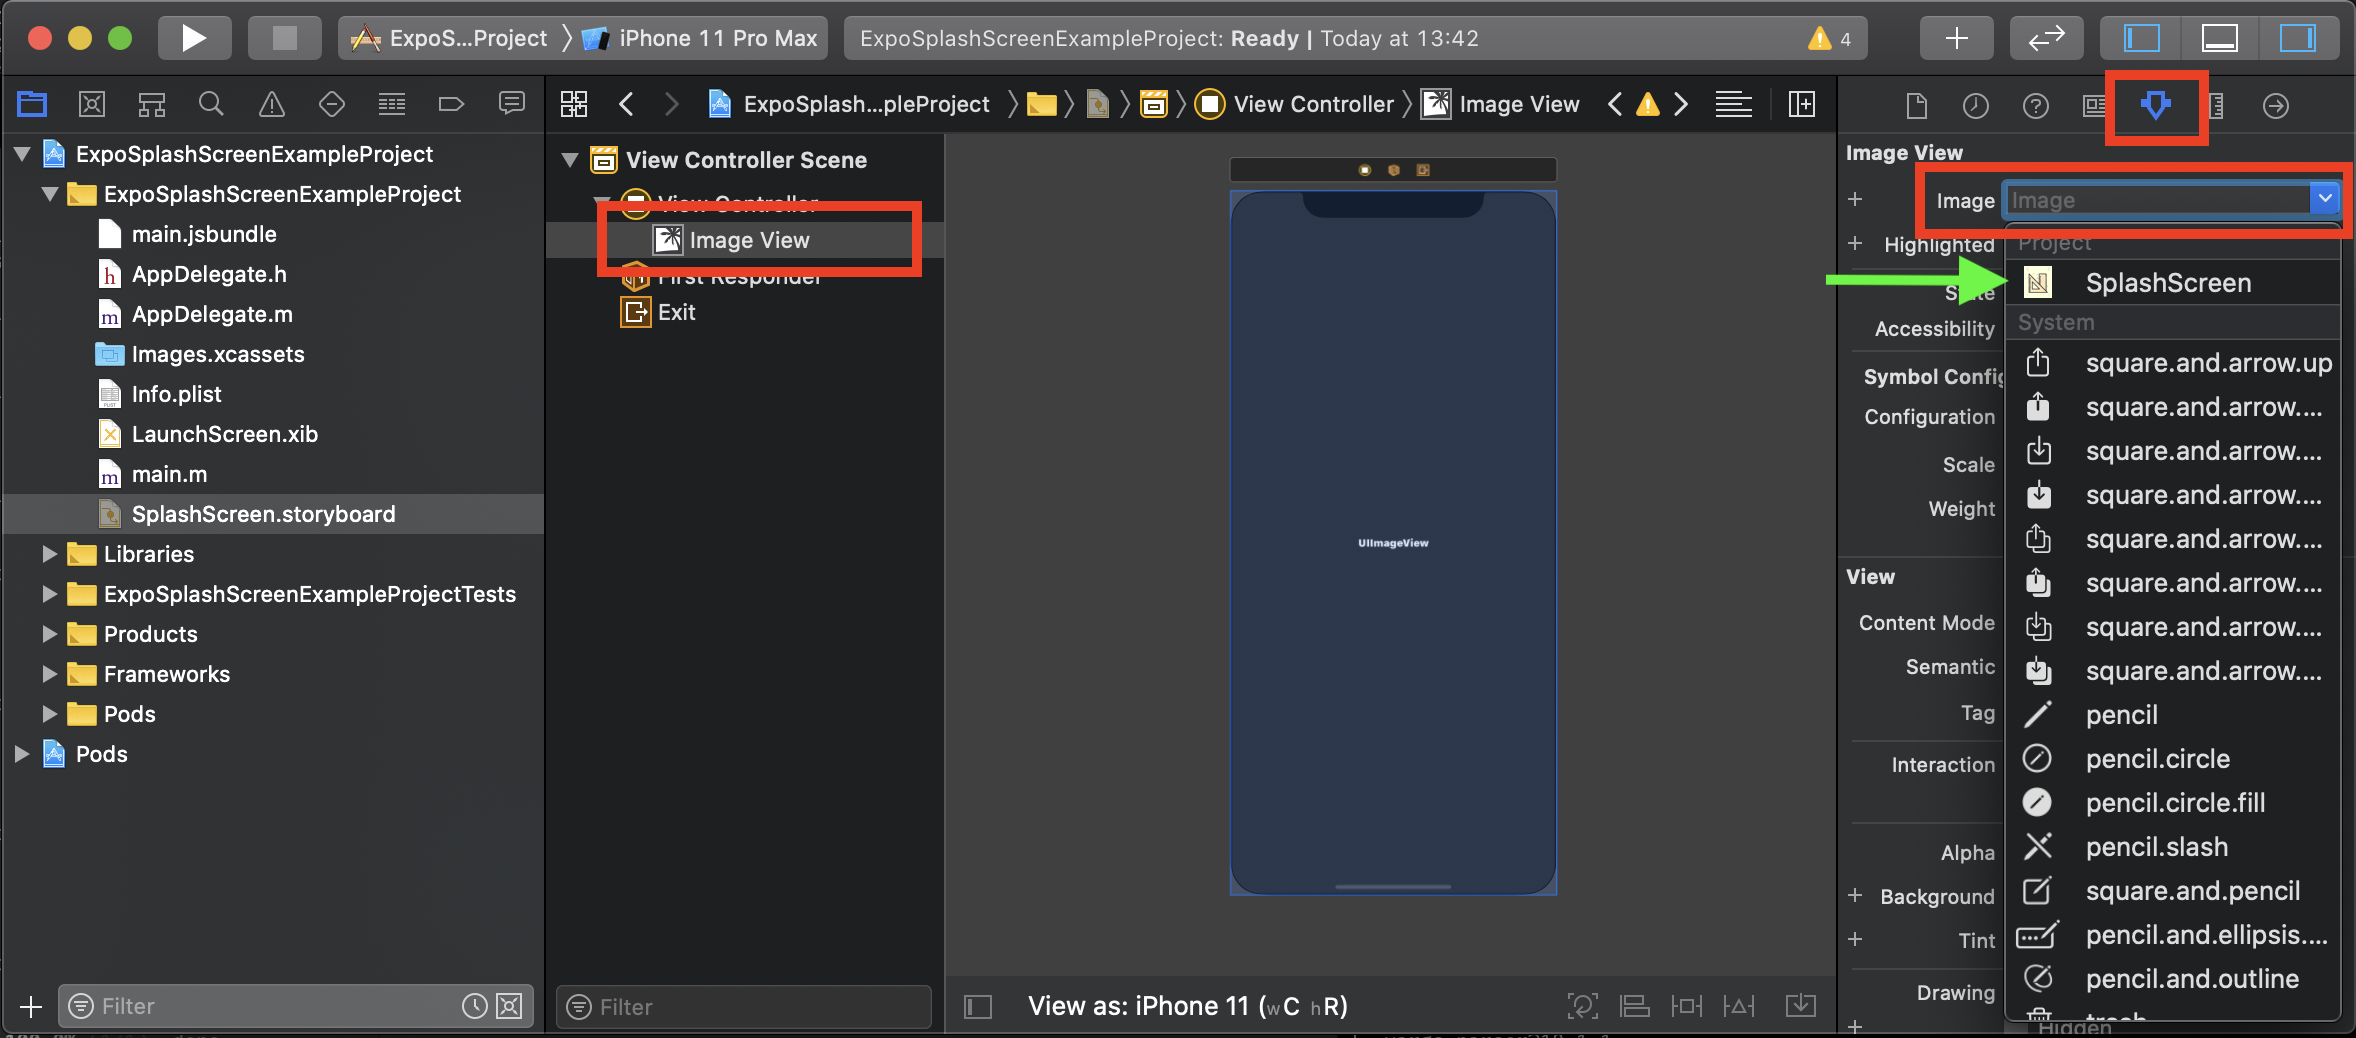 ExpoS...Project
iPhone 11 Pro Max
ExpoSplashScreenExampleProject: Ready | Today at 13:42
4
ExpoSplashScreenExampleProject
ExpoSplashScreenExampleProject
main.jsbundle
h AppDelegate.h
m AppDelegate.m
Images.xcassets
Info.plist
LaunchScreen.xib
m main.m
SplashScreen.storyboard
Libraries
ExpoSplashScreenExampleProjectTests
Products
Frameworks
Pods
Pods
Filter
ExpoSplash...pleProject
View Controller
Image View
View Controller Scene
View Controller
Image View
First Responder
Exit
Filter
UIImageView
View as: iPhone 11 (wC hR)
Image View
Image
Image
Highlighted
Project
SplashScreen
State
System
Accessibility
square.and.arrow.up
Symbol Config
square.and.arrow....
Configuration
square.and.arrow....
Scale
square.and.arrow....
Weight
square.and.arrow....
square.and.arrow....
View
Content Mode
square.and.arrow....
Semantic
square.and.arrow....
Tag
pencil
Interaction
pencil.circle
pencil.circle.fill
Alpha
pencil.slash
Background
square.and.pencil
Tint
pencil.and.ellipsis....
pencil.and.outline
Drawing
trash
Hidden